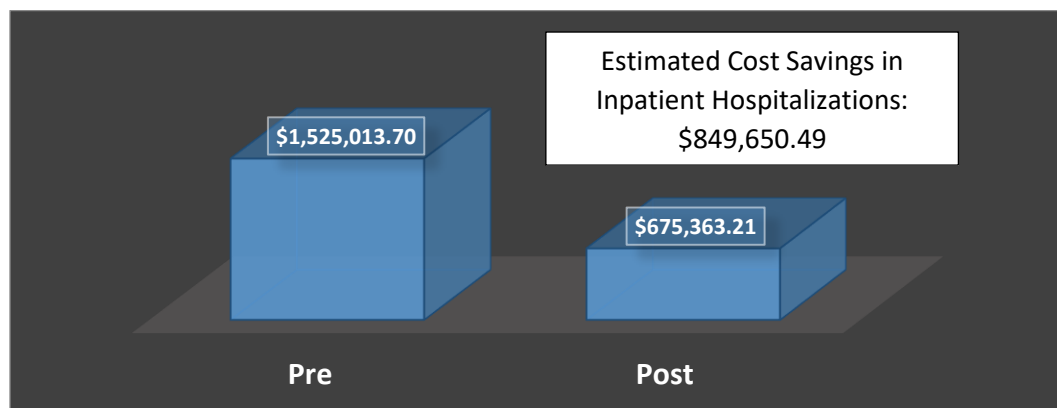 Estimated Cost Savings in
Inpatient Hospitalizations:
$849,650.49
$1,525,013.70
$675,363.21
Pre
Post